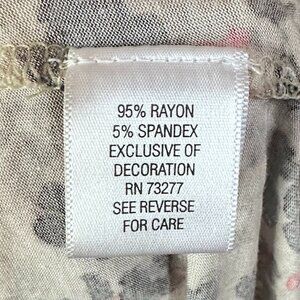 95% RAYON
5% SPANDEX
EXCLUSIVE OF
DECORATION
RN 73277
SEE REVERSE
FOR CARE